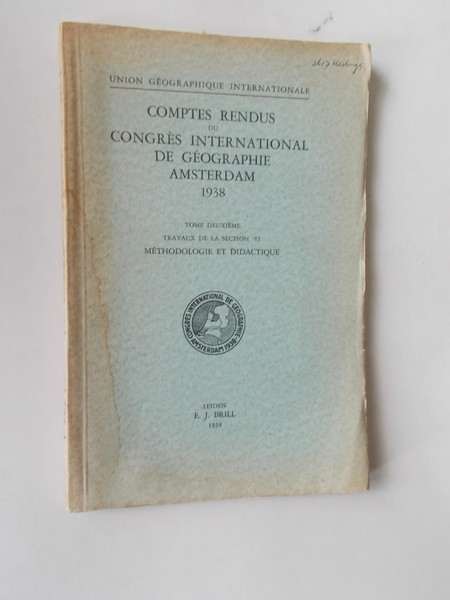 UNION GÉOGRAPHIQUE INTERNATIONALE
COMPTES RENDUS
DU
CONGRÈS INTERNATIONAL
DE GÉOGRAPHIE
AMSTERDAM
1938
TOME DEUXIÈME
TRAVAUX DE LA SECTION VI
MÉTHODOLOGIE ET DIDACTIQUE
CONGRÈS INTERNATIONAL DE GÉOGRAPHIE
AMSTERDAM 1938
LEIDEN
E. J. BRILL
1938